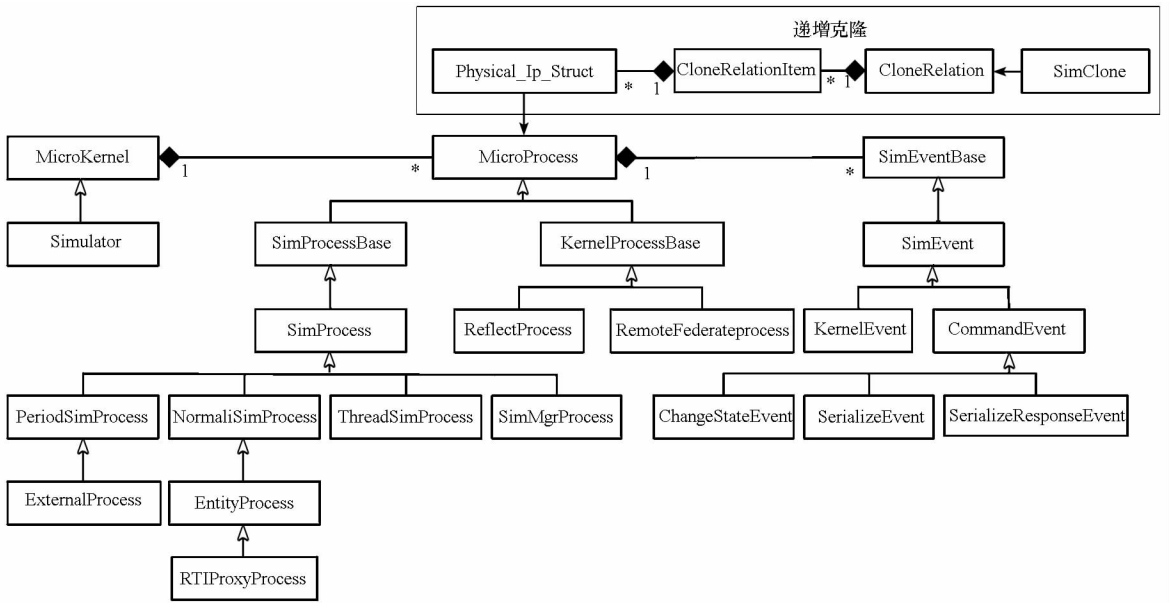 递增克隆
Physical_Ip_Struct
CloneRelationItem
CloneRelation
SimClone
* 1 * 1
MicroKernel
MicroProcess
SimEventBase
1 * 1 *
Simulator
SimProcessBase
KernelProcessBase
SimEvent
SimProcess
ReflectProcess
RemoteFederateprocess
KernelEvent
CommandEvent
PeriodSimProcess
NormaliSimProcess
ThreadSimProcess
SimMgrProcess
ChangeStateEvent
SerializeEvent
SerializeResponseEvent
ExternalProcess
EntityProcess
RTIProxyProcess